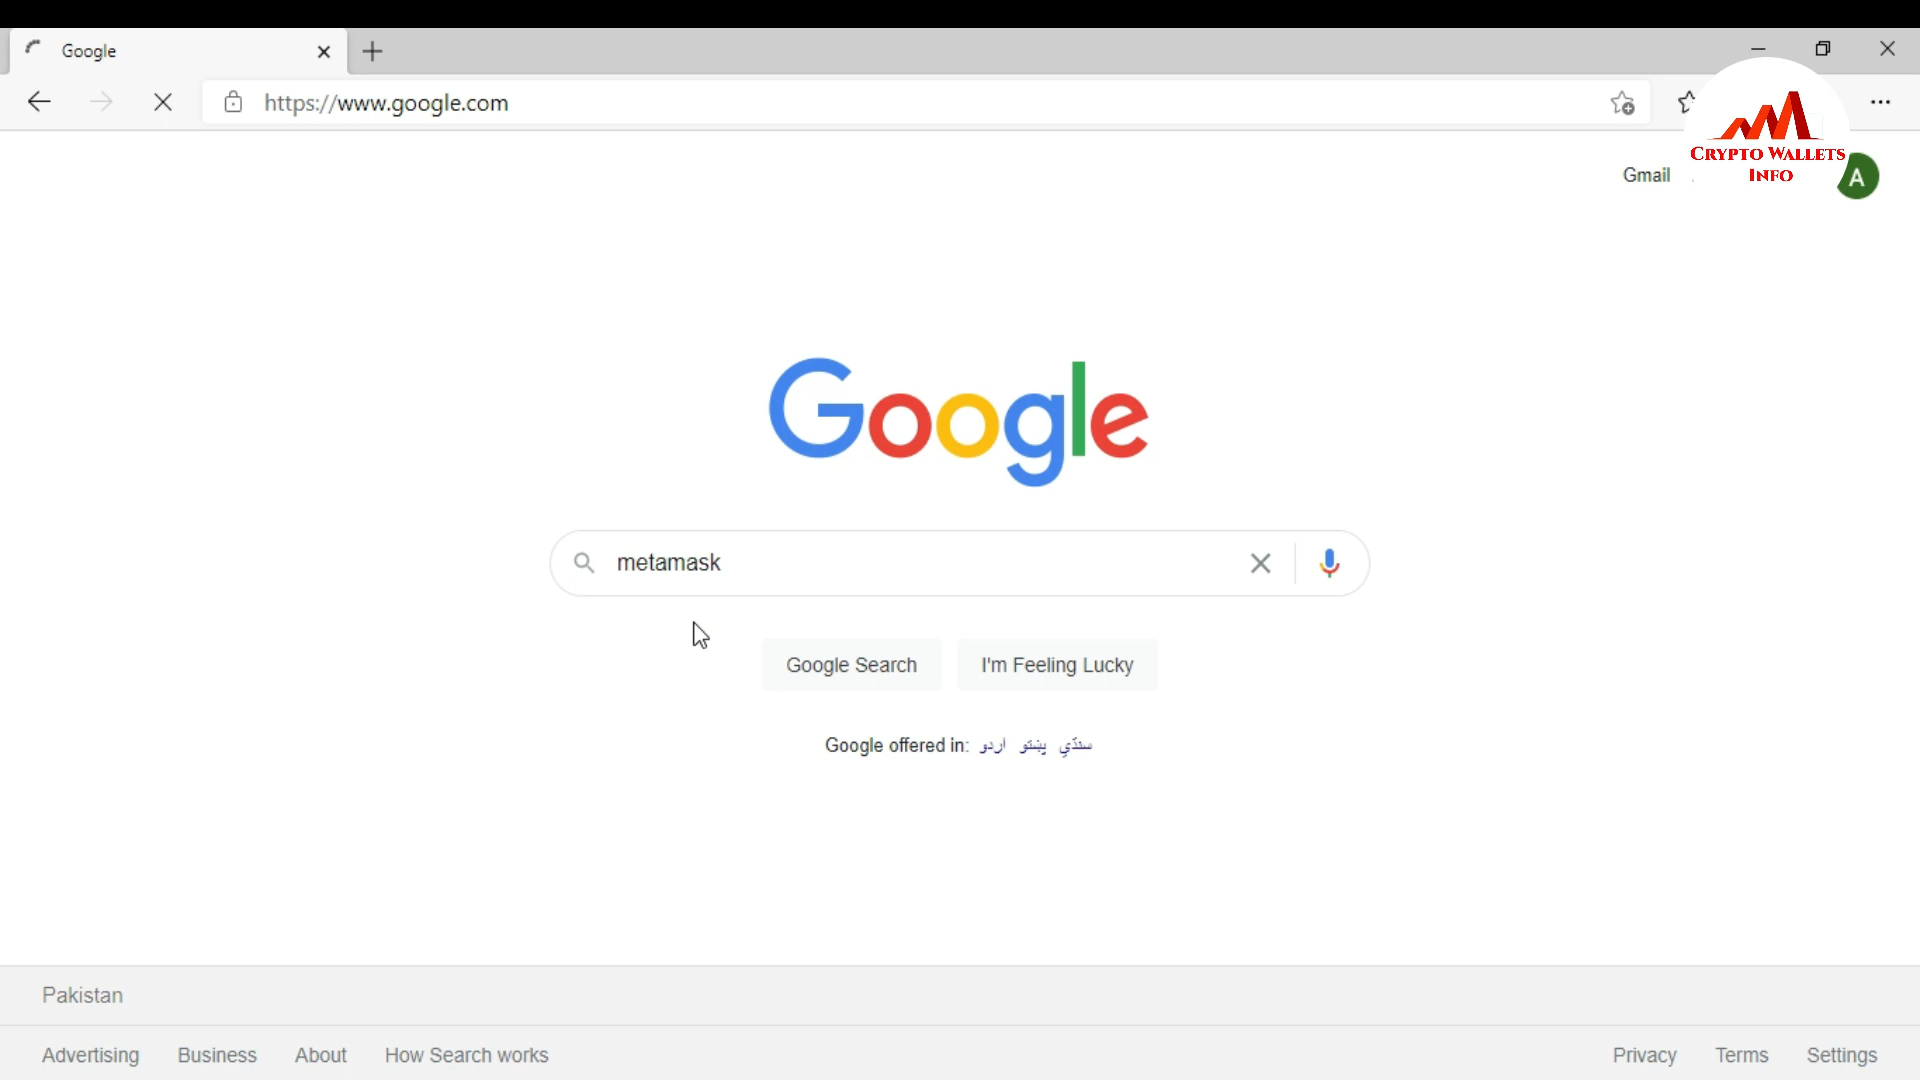 Google
https://www.google.com
CRYPTO WALLETS
INFO
Gmail
A
Google
metamask
Google Search
I'm Feeling Lucky
Google offered in: اردو پښتو سنڌي
Pakistan
Advertising Business About How Search works
Privacy Terms Settings